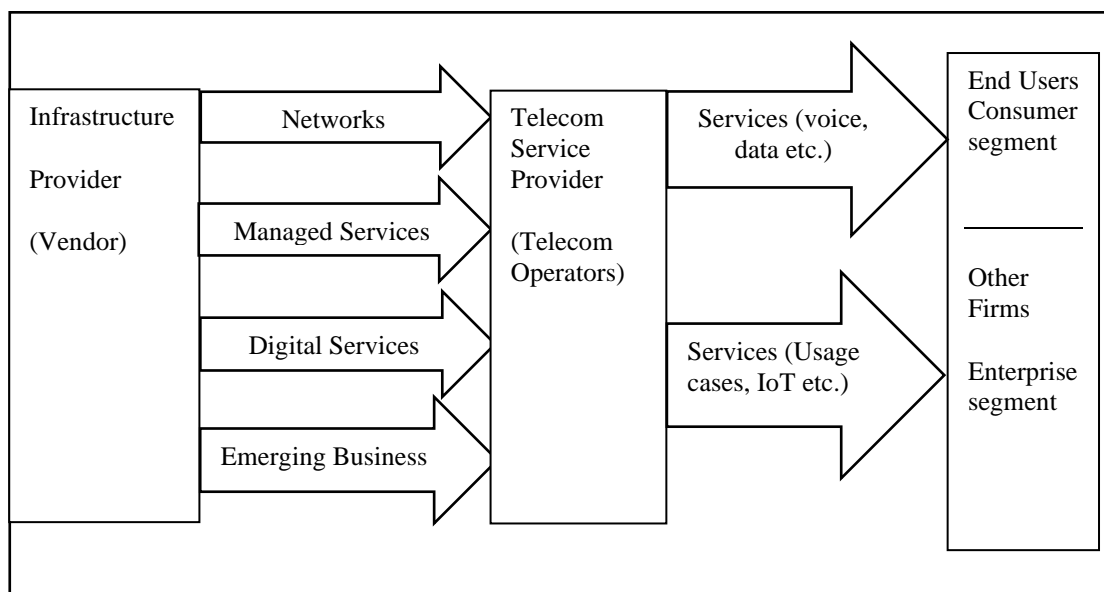 Infrastructure
Provider
(Vendor)
Networks
Managed Services
Digital Services
Emerging Business
Telecom
Service
Provider
(Telecom
Operators)
Services (voice,
data etc.)
Services (Usage
cases, IoT etc.)
End Users
Consumer
segment
Other
Firms
Enterprise
segment